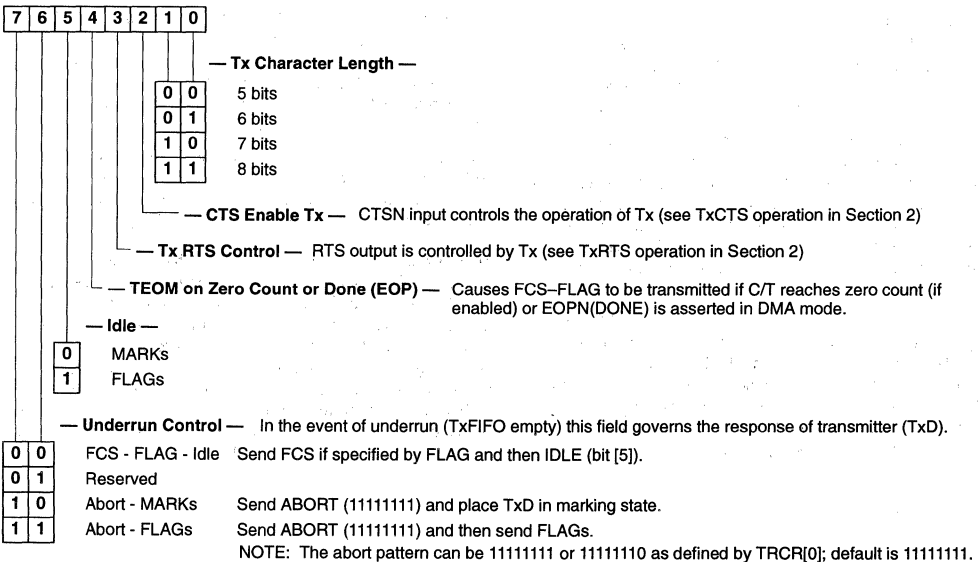 7 6 5 4 3 2 1 0
— Tx Character Length —
0 0 5 bits
0 1 6 bits
1 0 7 bits
1 1 8 bits
— CTS Enable Tx — CTSN input controls the operation of Tx (see TxCTS operation in Section 2)
— Tx RTS Control — RTS output is controlled by Tx (see TxRTS operation in Section 2)
— TEOM on Zero Count or Done (EOP) — Causes FCS–FLAG to be transmitted if C/T reaches zero count (if
enabled) or EOPN(DONE) is asserted in DMA mode.
— Idle —
0 MARKs
1 FLAGs
— Underrun Control — In the event of underrun (TxFIFO empty) this field governs the response of transmitter (TxD).
0 0 FCS - FLAG - Idle Send FCS if specified by FLAG and then IDLE (bit [5]).
0 1 Reserved
1 0 Abort - MARKs Send ABORT (11111111) and place TxD in marking state.
1 1 Abort - FLAGs Send ABORT (11111111) and then send FLAGs.
NOTE: The abort pattern can be 11111111 or 11111110 as defined by TRCR[0]; default is 11111111.